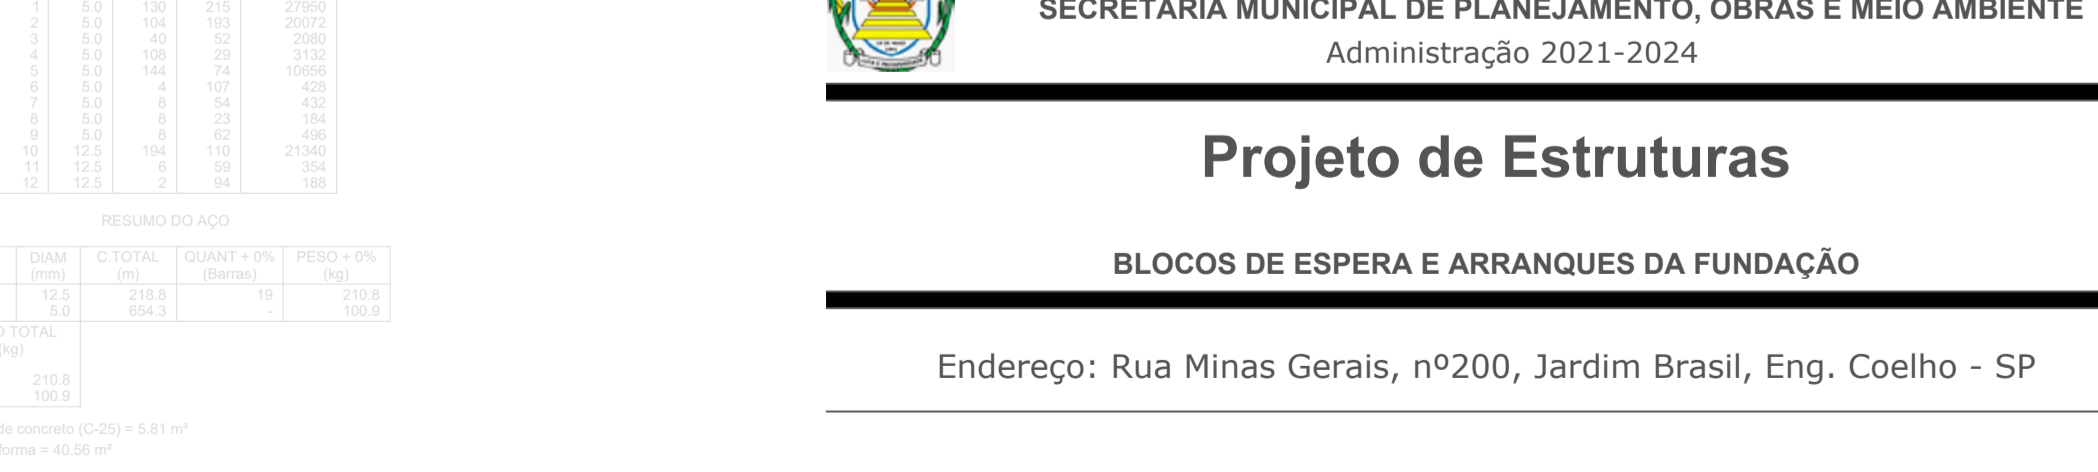 1 5.0 130 215 27950
2 5.0 104 193 20072
3 5.0 40 52 2080
4 5.0 108 29 3132
5 5.0 144 74 10656
6 5.0 4 107 428
7 5.0 8 54 432
8 5.0 8 23 184
9 5.0 8 62 496
10 12.5 194 110 21340
11 12.5 6 59 354
12 12.5 2 94 188
RESUMO DO AÇO
DIAM C.TOTAL QUANT + 0% PESO + 0%
(mm) (m) (Barras) (kg)
12.5 218.8 19 210.8
5.0 654.3 - 100.9
TOTAL
(kg)
210.8
100.9
de concreto (C-25) = 5.81 m³
forma = 40.56 m²
SECRETARIA MUNICIPAL DE PLANEJAMENTO, OBRAS E MEIO AMBIENTE
Administração 2021-2024
Projeto de Estruturas
BLOCOS DE ESPERA E ARRANQUES DA FUNDAÇÃO
Endereço: Rua Minas Gerais, nº200, Jardim Brasil, Eng. Coelho - SP